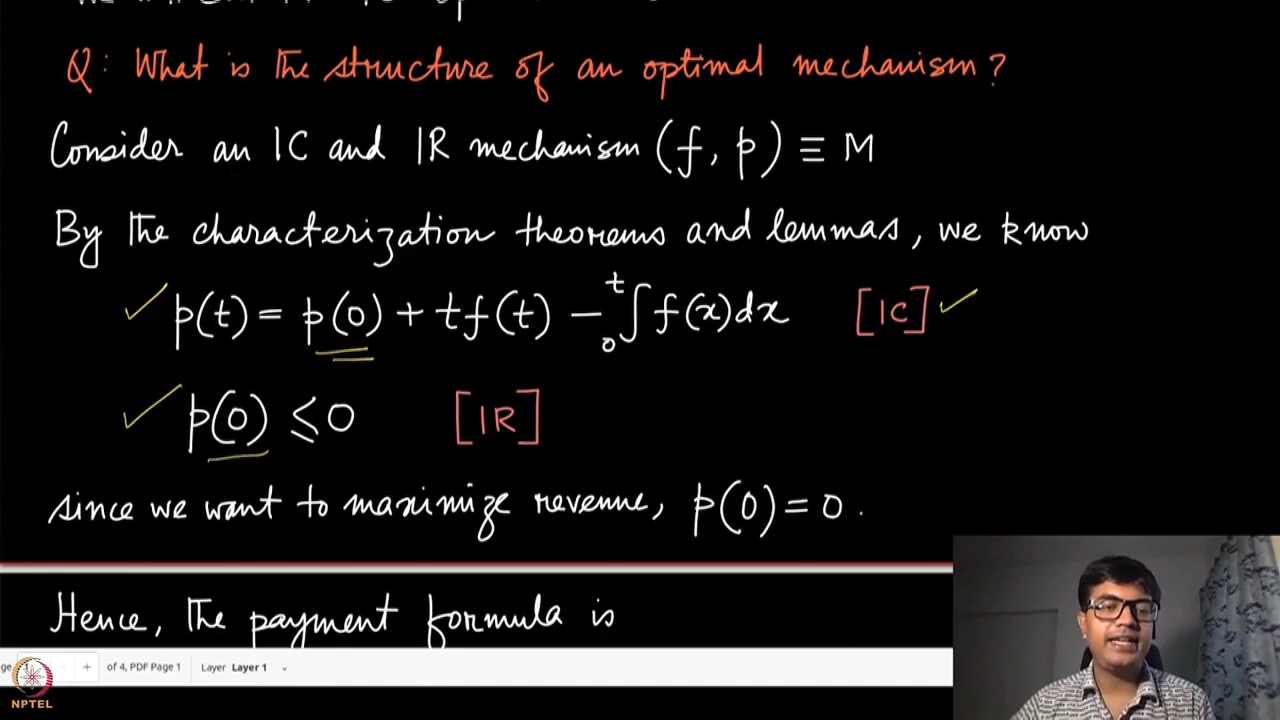 Q: What is the structure of an optimal mechanism?
Consider an IC and IR mechanism (f, p) ≡ M
By the characterization theorems and lemmas, we know
✓ p(t) = p(0) + t f(t) − ₀∫ᵗ f(x)dx [IC] ✓
✓ p(0) ≤ 0 [IR]
since we want to maximize revenue, p(0) = 0.
Hence, the payment formula is
of 4, PDF Page 1 Layer Layer 1
NPTEL